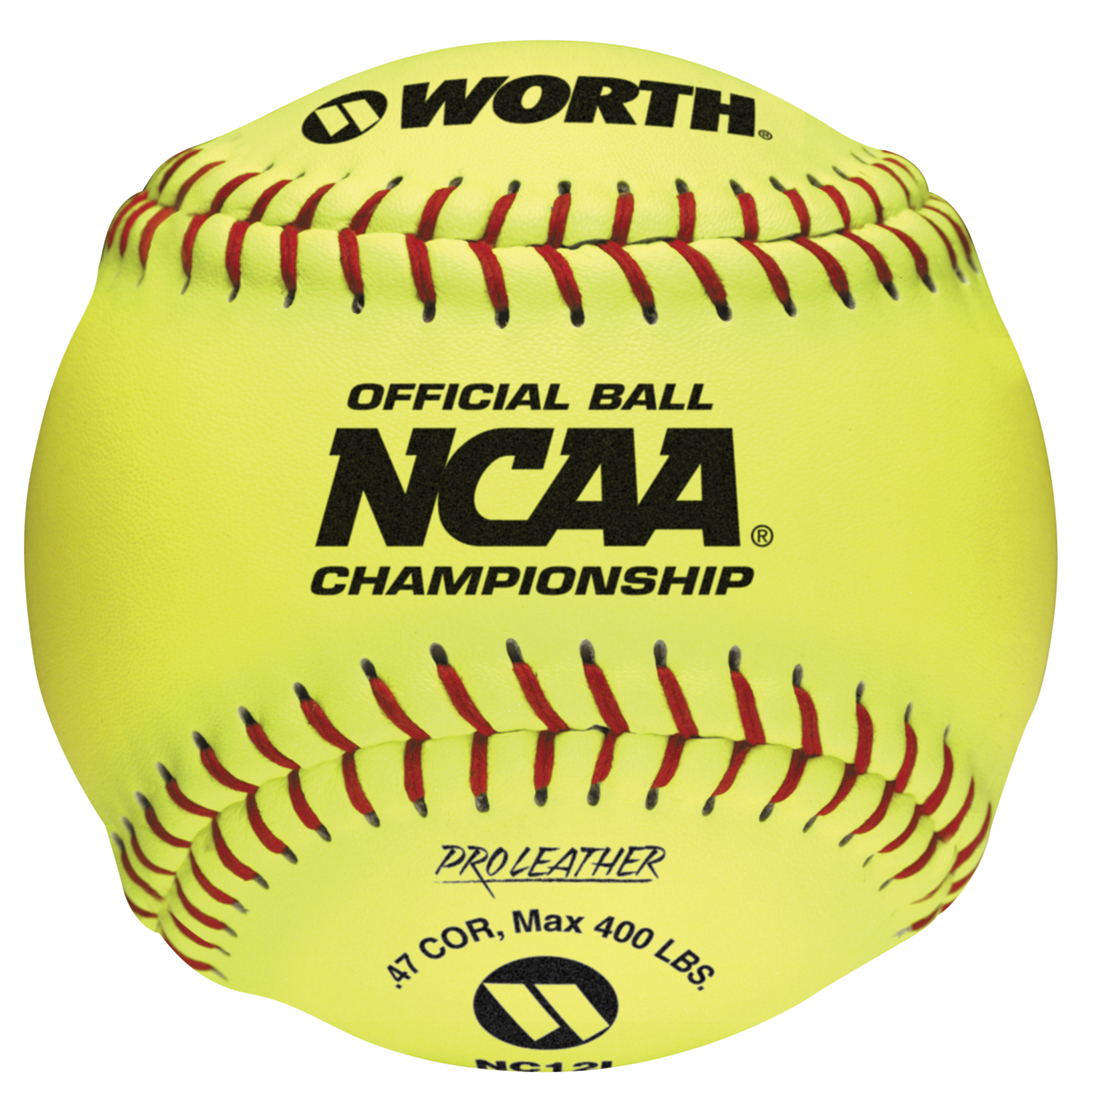 WORTH®
OFFICIAL BALL
NCAA®
CHAMPIONSHIP
PRO LEATHER
.47 COR, Max 400 LBS.